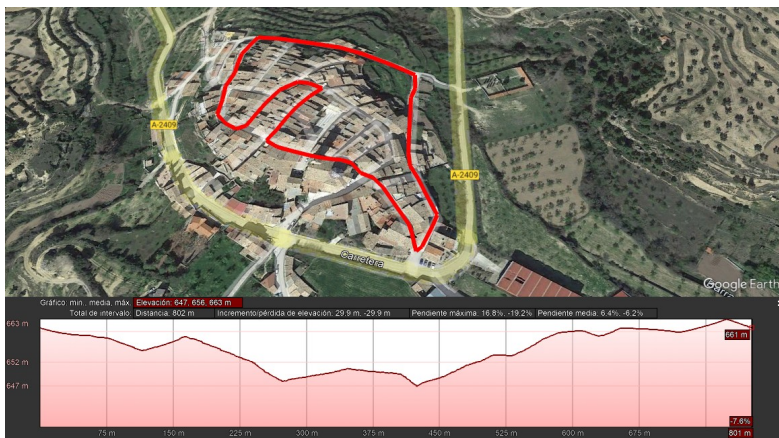 A-2409
A-2409
Carretera
Google Earth
Gráfico: min., media, máx. Elevación: 647, 656, 663 m
Total de intervalo: Distancia: 802 m Incremento/pérdida de elevación: 29.9 m, -29.9 m Pendiente máxima: 16.8%, -19.2% Pendiente media: 6.4%, -6.2%
663 m
661 m
652 m
647 m
-7.6%
75 m 150 m 225 m 300 m 375 m 450 m 525 m 600 m 675 m 801 m